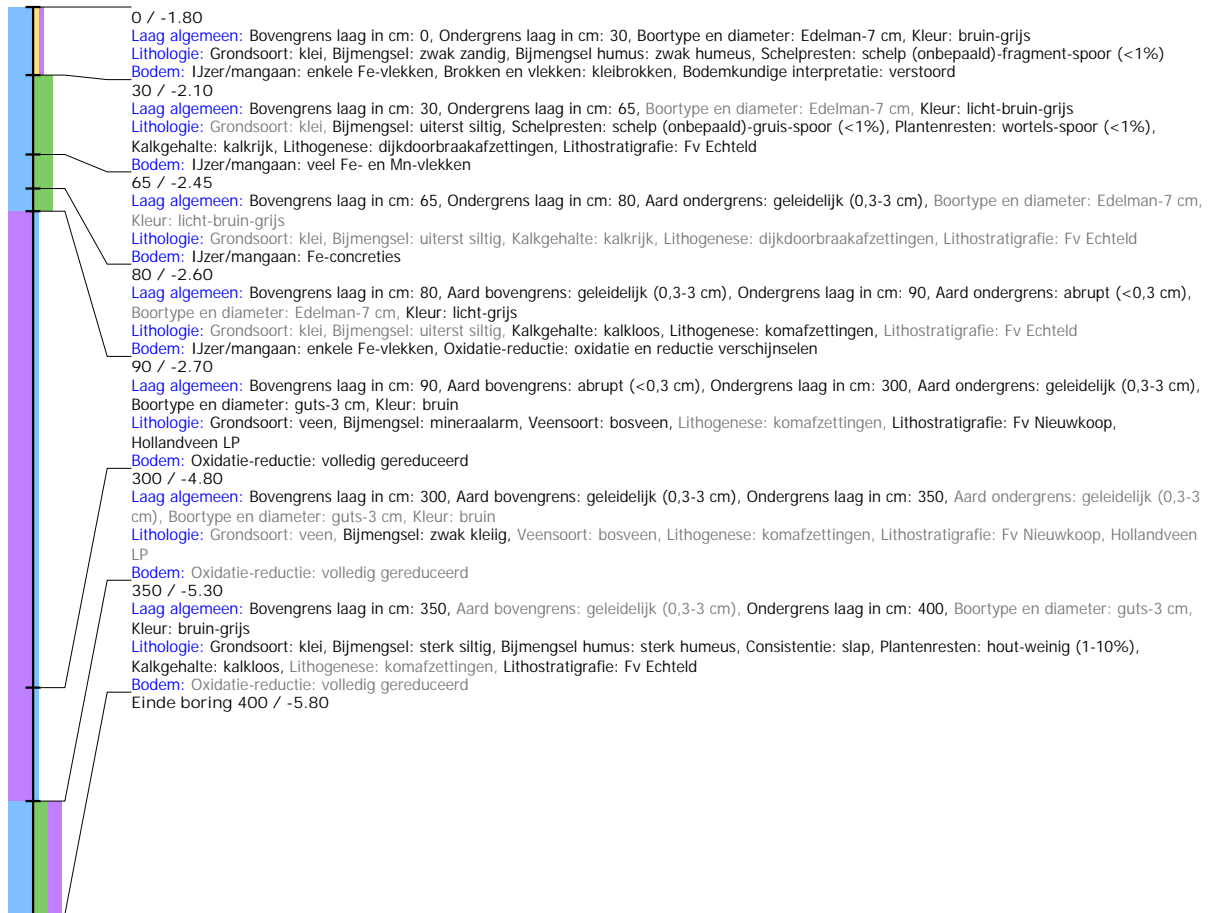 0 / -1.80
Laag algemeen: Bovengrens laag in cm: 0, Ondergrens laag in cm: 30, Boortype en diameter: Edelman-7 cm, Kleur: bruin-grijs
Lithologie: Grondsoort: klei, Bijmengsel: zwak zandig, Bijmengsel humus: zwak humeus, Schelpresten: schelp (onbepaald)-fragment-spoor (<1%)
Bodem: IJzer/mangaan: enkele Fe-vlekken, Brokken en vlekken: kleibrokken, Bodemkundige interpretatie: verstoord
30 / -2.10
Laag algemeen: Bovengrens laag in cm: 30, Ondergrens laag in cm: 65, Boortype en diameter: Edelman-7 cm, Kleur: licht-bruin-grijs
Lithologie: Grondsoort: klei, Bijmengsel: uiterst siltig, Schelpresten: schelp (onbepaald)-gruis-spoor (<1%), Plantenresten: wortels-spoor (<1%),
Kalkgehalte: kalkrijk, Lithogenese: dijkdoorbraakafzettingen, Lithostratigrafie: Fv Echteld
Bodem: IJzer/mangaan: veel Fe- en Mn-vlekken
65 / -2.45
Laag algemeen: Bovengrens laag in cm: 65, Ondergrens laag in cm: 80, Aard ondergrens: geleidelijk (0,3-3 cm), Boortype en diameter: Edelman-7 cm,
Kleur: licht-bruin-grijs
Lithologie: Grondsoort: klei, Bijmengsel: uiterst siltig, Kalkgehalte: kalkrijk, Lithogenese: dijkdoorbraakafzettingen, Lithostratigrafie: Fv Echteld
Bodem: IJzer/mangaan: Fe-concreties
80 / -2.60
Laag algemeen: Bovengrens laag in cm: 80, Aard bovengrens: geleidelijk (0,3-3 cm), Ondergrens laag in cm: 90, Aard ondergrens: abrupt (<0,3 cm),
Boortype en diameter: Edelman-7 cm, Kleur: licht-grijs
Lithologie: Grondsoort: klei, Bijmengsel: uiterst siltig, Kalkgehalte: kalkloos, Lithogenese: komafzettingen, Lithostratigrafie: Fv Echteld
Bodem: IJzer/mangaan: enkele Fe-vlekken, Oxidatie-reductie: oxidatie en reductie verschijnselen
90 / -2.70
Laag algemeen: Bovengrens laag in cm: 90, Aard bovengrens: abrupt (<0,3 cm), Ondergrens laag in cm: 300, Aard ondergrens: geleidelijk (0,3-3 cm),
Boortype en diameter: guts-3 cm, Kleur: bruin
Lithologie: Grondsoort: veen, Bijmengsel: mineraalarm, Veensoort: bosveen, Lithogenese: komafzettingen, Lithostratigrafie: Fv Nieuwkoop,
Hollandveen LP
Bodem: Oxidatie-reductie: volledig gereduceerd
300 / -4.80
Laag algemeen: Bovengrens laag in cm: 300, Aard bovengrens: geleidelijk (0,3-3 cm), Ondergrens laag in cm: 350, Aard ondergrens: geleidelijk (0,3-3
cm), Boortype en diameter: guts-3 cm, Kleur: bruin
Lithologie: Grondsoort: veen, Bijmengsel: zwak kleiig, Veensoort: bosveen, Lithogenese: komafzettingen, Lithostratigrafie: Fv Nieuwkoop, Hollandveen
LP
Bodem: Oxidatie-reductie: volledig gereduceerd
350 / -5.30
Laag algemeen: Bovengrens laag in cm: 350, Aard bovengrens: geleidelijk (0,3-3 cm), Ondergrens laag in cm: 400, Boortype en diameter: guts-3 cm,
Kleur: bruin-grijs
Lithologie: Grondsoort: klei, Bijmengsel: sterk siltig, Bijmengsel humus: sterk humeus, Consistentie: slap, Plantenresten: hout-weinig (1-10%),
Kalkgehalte: kalkloos, Lithogenese: komafzettingen, Lithostratigrafie: Fv Echteld
Bodem: Oxidatie-reductie: volledig gereduceerd
Einde boring 400 / -5.80